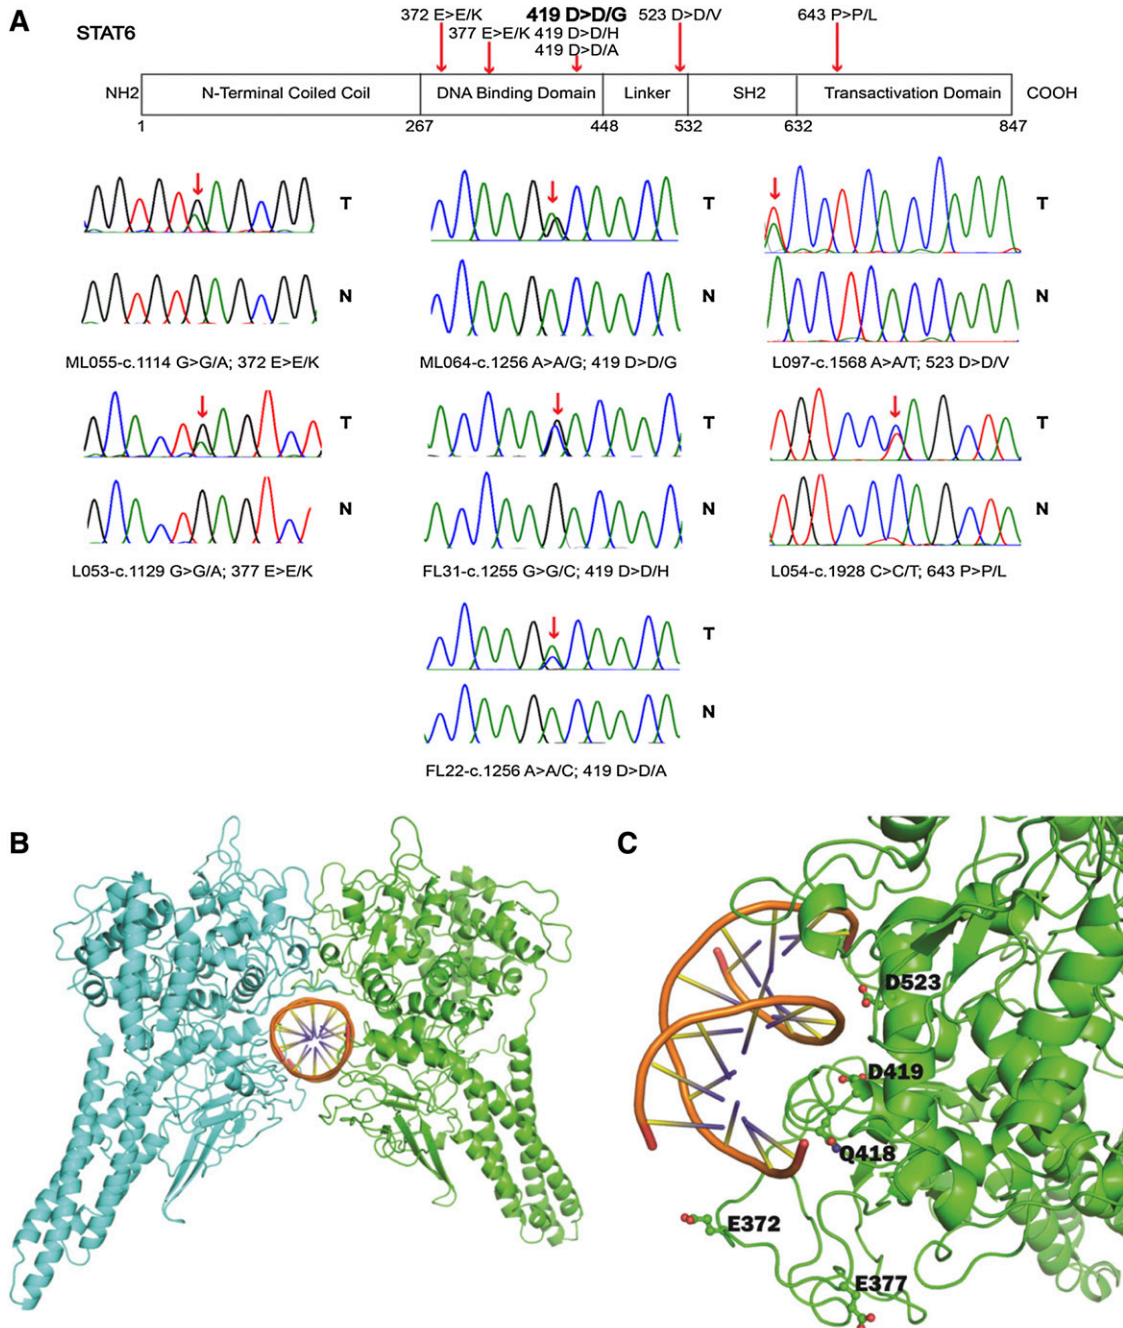 A
STAT6
372 E>E/K
419 D>D/G
523 D>D/V
643 P>P/L
377 E>E/K
419 D>D/H
419 D>D/A
NH2
N-Terminal Coiled Coil
DNA Binding Domain
Linker
SH2
Transactivation Domain
COOH
1
267
448
532
632
847
T
T
T
N
N
N
ML055-c.1114 G>G/A; 372 E>E/K
ML064-c.1256 A>A/G; 419 D>D/G
L097-c.1568 A>A/T; 523 D>D/V
T
T
T
N
N
N
L053-c.1129 G>G/A; 377 E>E/K
FL31-c.1255 G>G/C; 419 D>D/H
L054-c.1928 C>C/T; 643 P>P/L
T
N
FL22-c.1256 A>A/C; 419 D>D/A
B
C
D523
D419
Q418
E372
E377